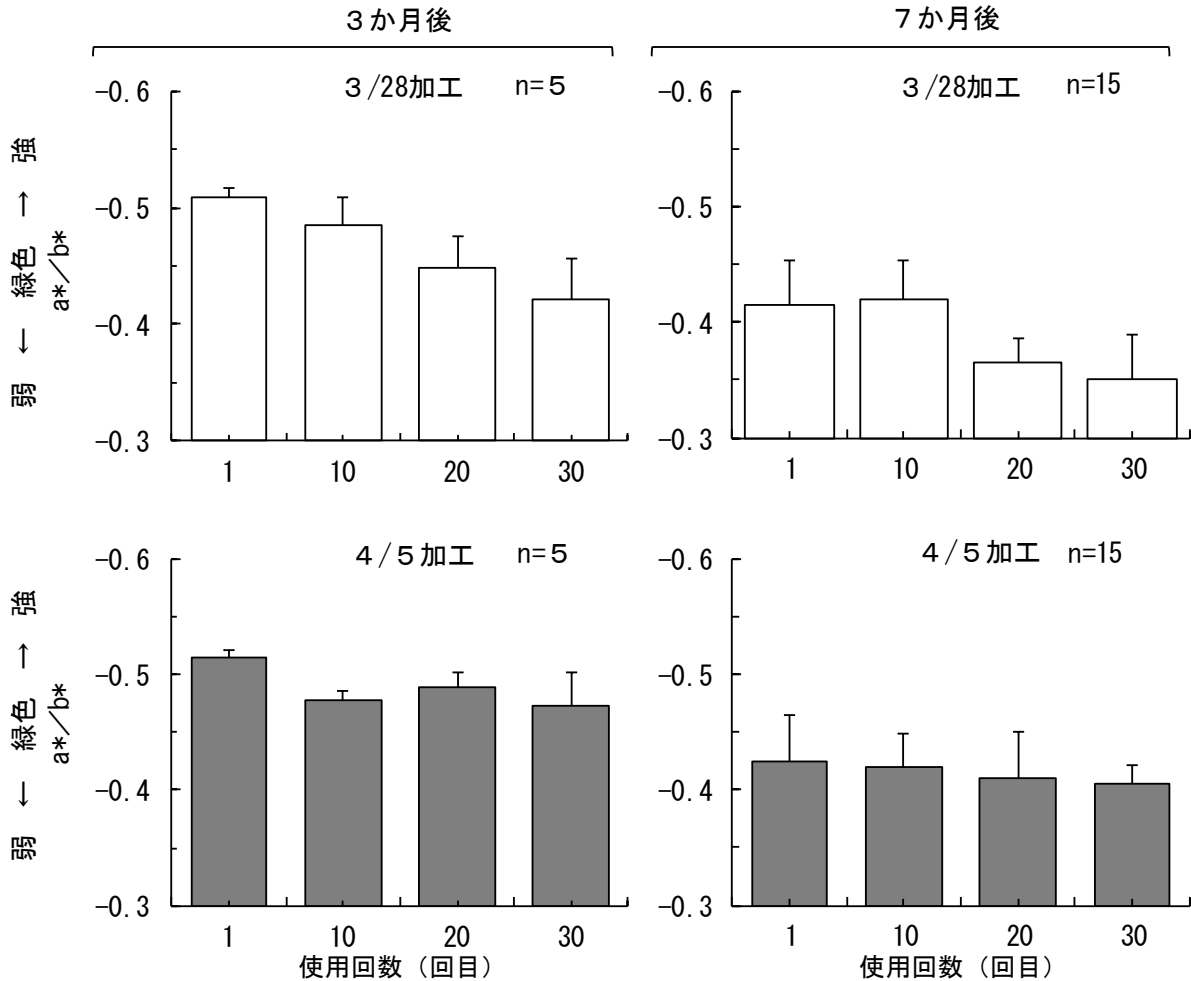 ３か月後
７か月後
３/28加工 n=５
-0.6
-0.5
-0.4
-0.3
弱 ← 緑色 → 強
a*／b*
1 10 20 30
３/28加工 n=15
-0.6
-0.5
-0.4
-0.3
1 10 20 30
４/５加工 n=５
-0.6
-0.5
-0.4
-0.3
弱 ← 緑色 → 強
a*／b*
1 10 20 30
使用回数（回目）
４/５加工 n=15
-0.6
-0.5
-0.4
-0.3
1 10 20 30
使用回数（回目）